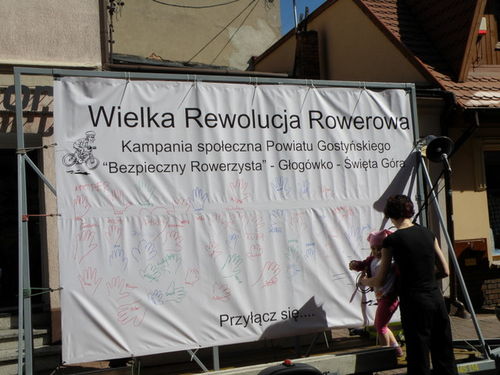 Wielka Rewolucja Rowerowa
Kampania społeczna Powiatu Gostyńskiego
“Bezpieczny Rowerzysta” - Głogówko - Święta Góra
Przyłącz się....